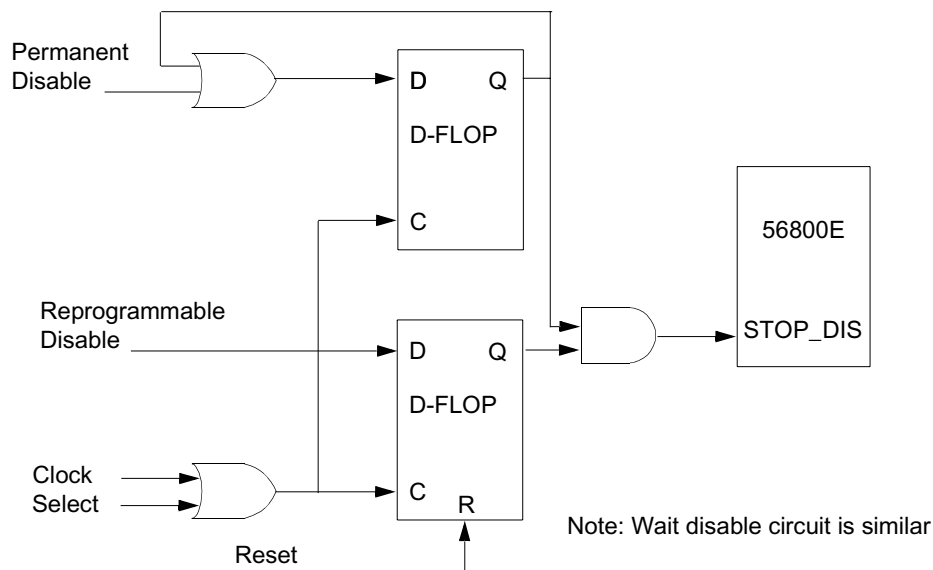 Permanent
Disable
D
Q
D-FLOP
C
56800E
STOP_DIS
Reprogrammable
Disable
D
Q
D-FLOP
C
R
Clock
Select
Reset
Note: Wait disable circuit is similar